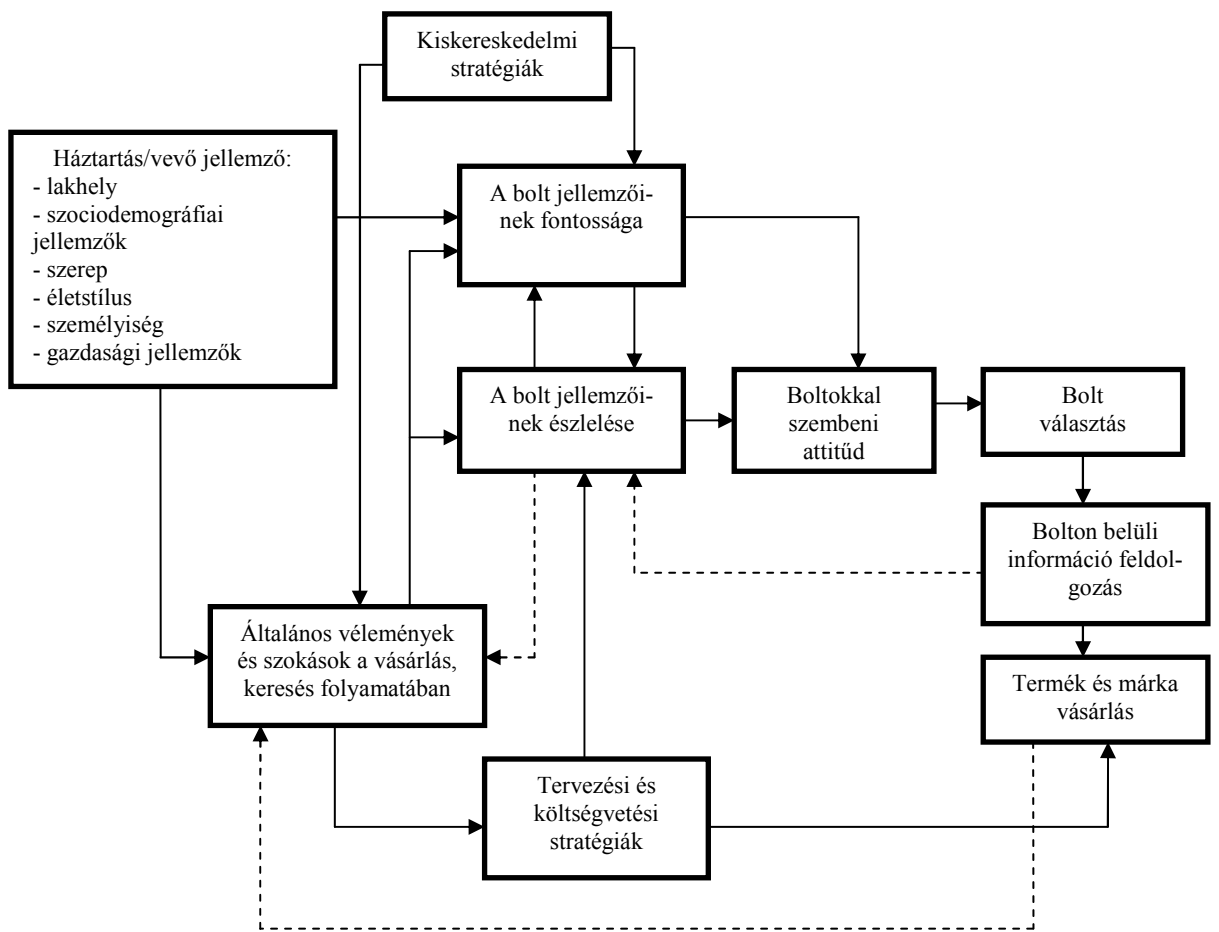 Kiskereskedelmi
stratégiák
Háztartás/vevő jellemző:
- lakhely
- szociodemográfiai
jellemzők
- szerep
- életstílus
- személyiség
- gazdasági jellemzők
A bolt jellemzői-
nek fontossága
A bolt jellemzői-
nek észlelése
Boltokkal
szembeni
attitűd
Bolt
választás
Bolton belüli
információ feldol-
gozás
Általános vélemények
és szokások a vásárlás,
keresés folyamatában
Termék és márka
vásárlás
Tervezési és
költségvetési
stratégiák